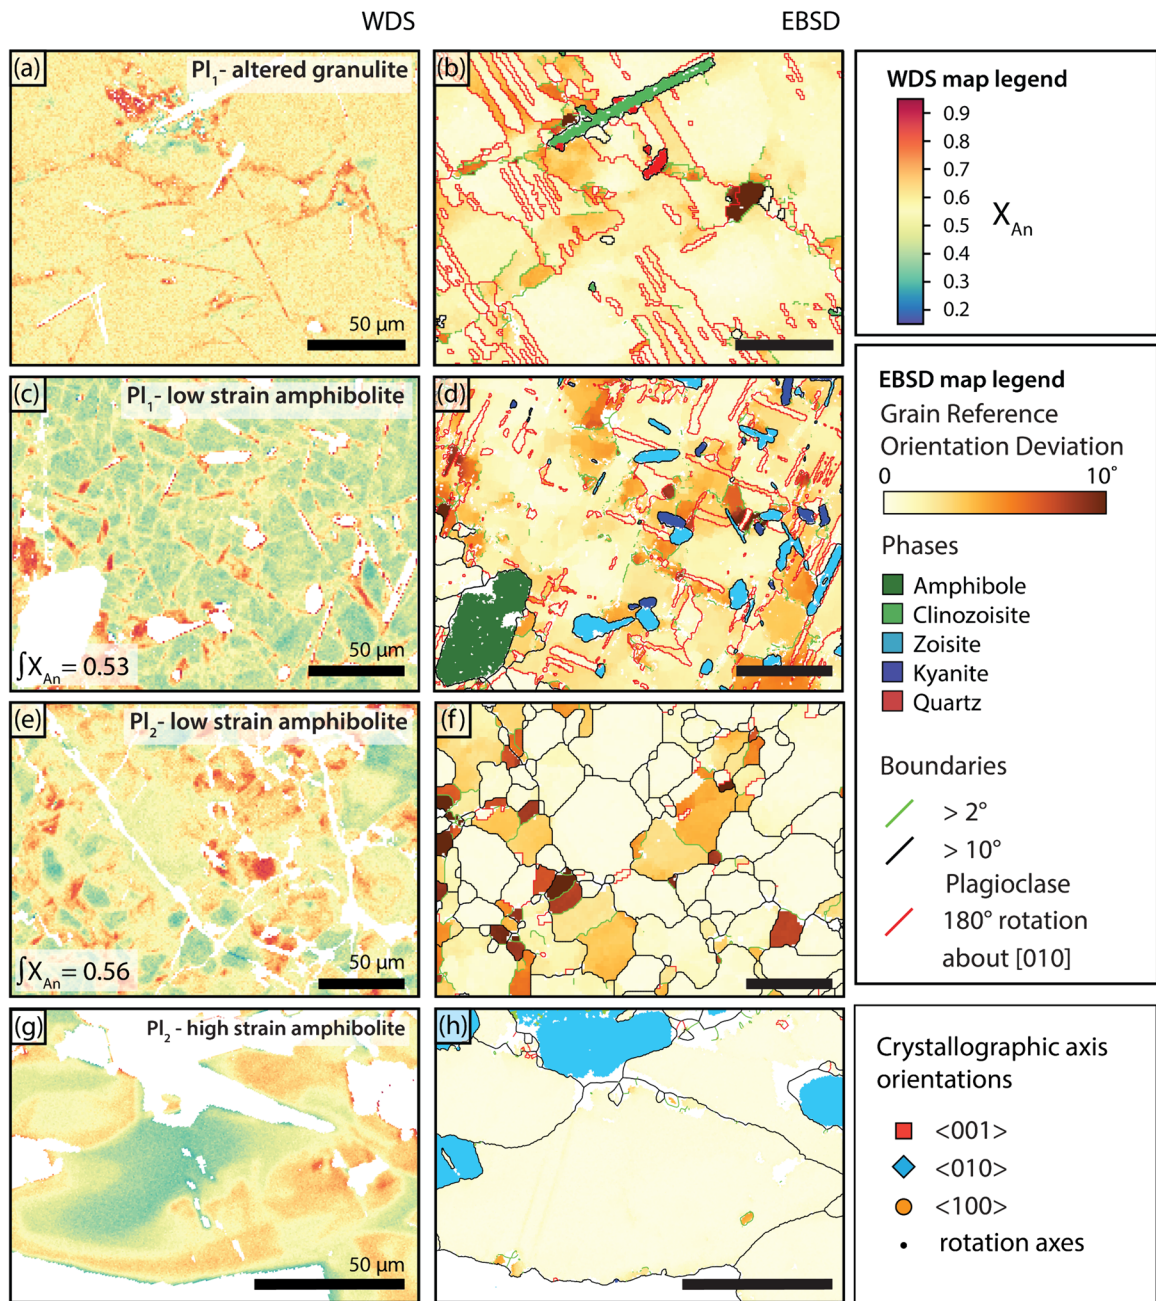 WDS
EBSD
(a)
Pl1- altered granulite
50 µm
(b)
WDS map legend
0.9
0.8
0.7
0.6
0.5
0.4
0.3
0.2
XAn
(c)
Pl1- low strain amphibolite
∫XAn = 0.53
50 µm
(d)
EBSD map legend
Grain Reference
Orientation Deviation
0
10°
Phases
Amphibole
Clinozoisite
Zoisite
Kyanite
Quartz
(e)
Pl2- low strain amphibolite
∫XAn = 0.56
50 µm
(f)
Boundaries
> 2°
> 10°
Plagioclase
180° rotation
about [010]
(g)
Pl2 - high strain amphibolite
50 µm
(h)
Crystallographic axis
orientations
<001>
<010>
<100>
rotation axes